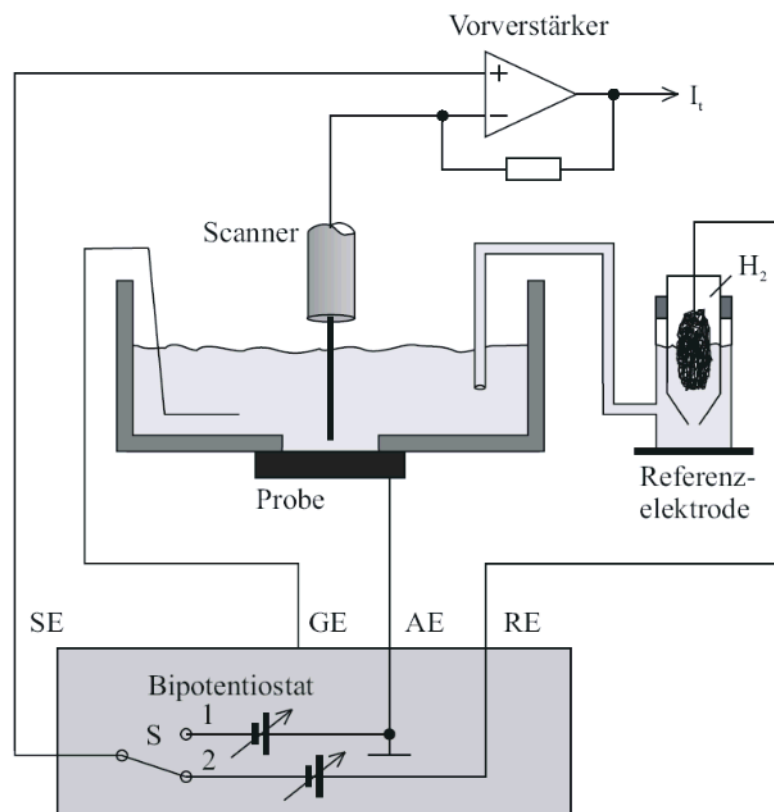 Vorverstärker
+
−
I_t
Scanner
H₂
Probe
Referenz-
elektrode
SE
GE
AE
RE
Bipotentiostat
S
1
2